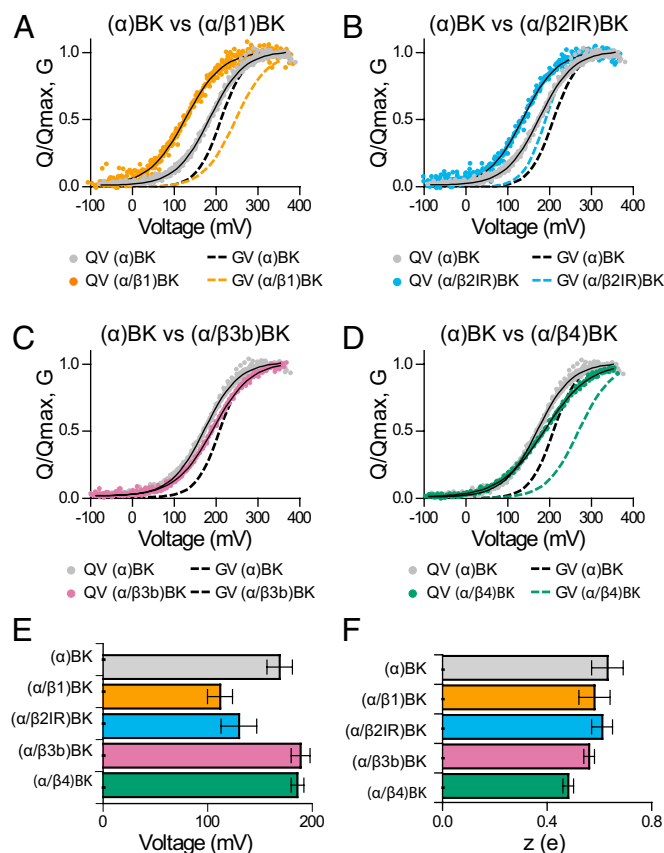 A (α)BK vs (α/β1)BK
Q/Qmax, G
1.0
0.5
0.0
-100 0 100 200 300 400
Voltage (mV)
QV (α)BK GV (α)BK
QV (α/β1)BK GV (α/β1)BK
B (α)BK vs (α/β2IR)BK
Q/Qmax, G
1.0
0.5
0.0
-100 0 100 200 300 400
Voltage (mV)
QV (α)BK GV (α)BK
QV (α/β2IR)BK GV (α/β2IR)BK
C (α)BK vs (α/β3b)BK
Q/Qmax, G
1.0
0.5
0.0
-100 0 100 200 300 400
Voltage (mV)
QV (α)BK GV (α)BK
QV (α/β3b)BK GV (α/β3b)BK
D (α)BK vs (α/β4)BK
Q/Qmax, G
1.0
0.5
0.0
-100 0 100 200 300 400
Voltage (mV)
QV (α)BK GV (α)BK
QV (α/β4)BK GV (α/β4)BK
E
(α)BK
(α/β1)BK
(α/β2IR)BK
(α/β3b)BK
(α/β4)BK
0 100 200
Voltage (mV)
F
(α)BK
(α/β1)BK
(α/β2IR)BK
(α/β3b)BK
(α/β4)BK
0.0 0.4 0.8
z (e)